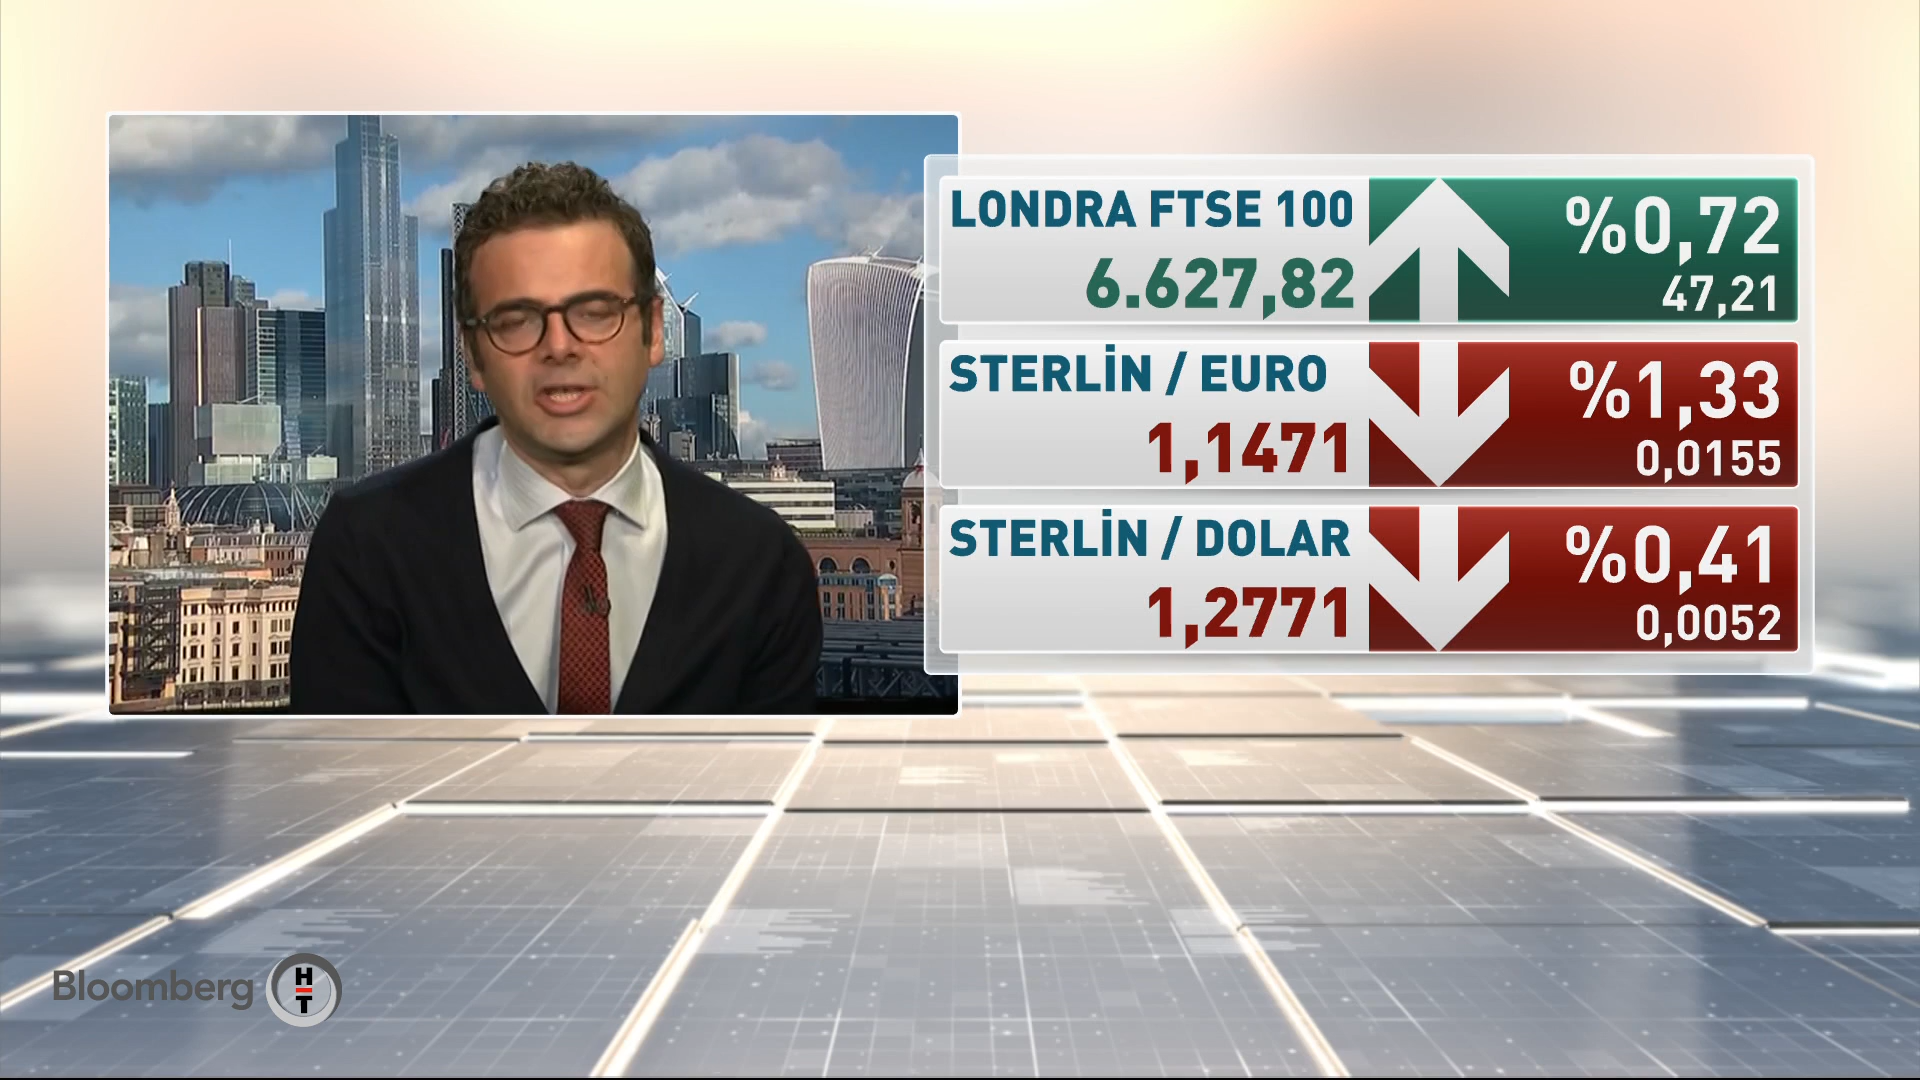 LONDRA FTSE 100
6.627,82
%0,72
47,21
STERLİN / EURO
1,1471
%1,33
0,0155
STERLİN / DOLAR
1,2771
%0,41
0,0052
Bloomberg HT